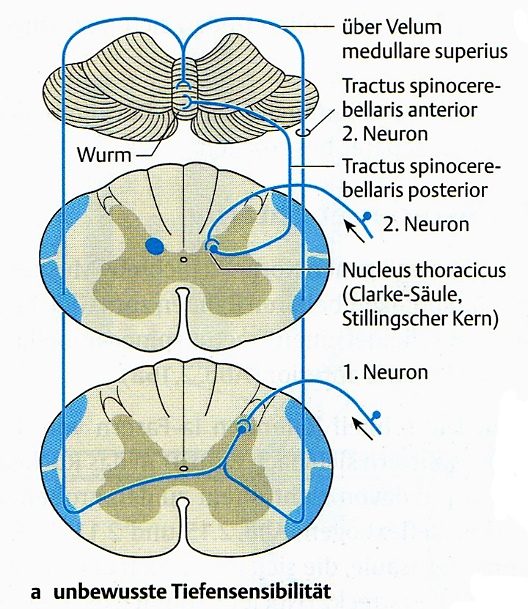 über Velum
medullare superius
Tractus spinocere-
bellaris anterior
2. Neuron
Wurm
Tractus spinocere-
bellaris posterior
2. Neuron
Nucleus thoracicus
(Clarke-Säule,
Stillingscher Kern)
1. Neuron
a unbewusste Tiefensensibilität